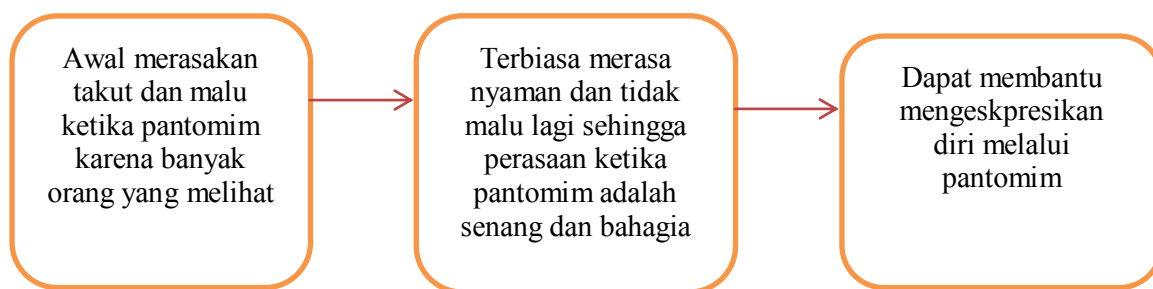 Awal merasakan
takut dan malu
ketika pantomim
karena banyak
orang yang melihat
Terbiasa merasa
nyaman dan tidak
malu lagi sehingga
perasaan ketika
pantomim adalah
senang dan bahagia
Dapat membantu
mengeskpresikan
diri melalui
pantomim